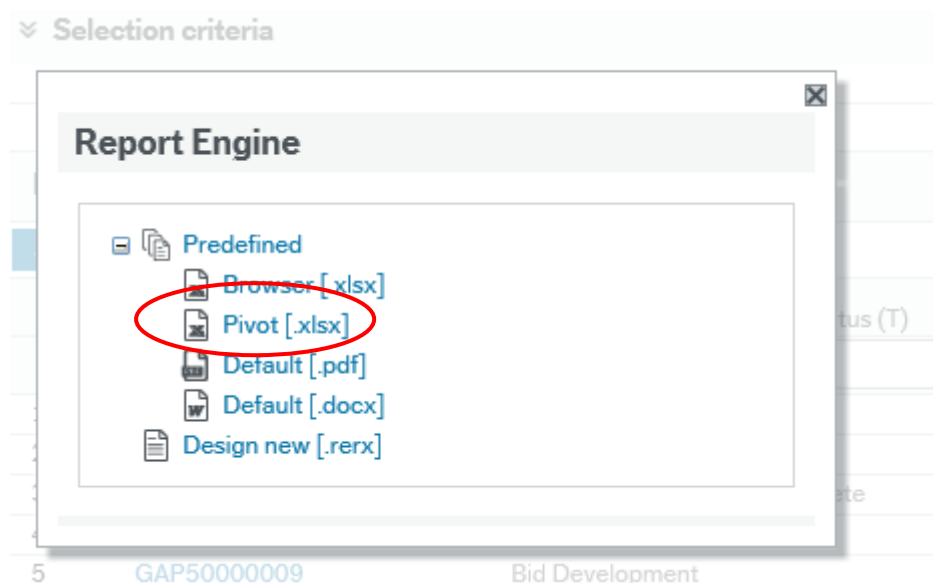 Selection criteria
Report Engine
Predefined
Browser [.xlsx]
Pivot [.xlsx]
tus (T)
Default [.pdf]
Default [.docx]
Design new [.rerx]
ete
5 GAP50000009 Bid Development